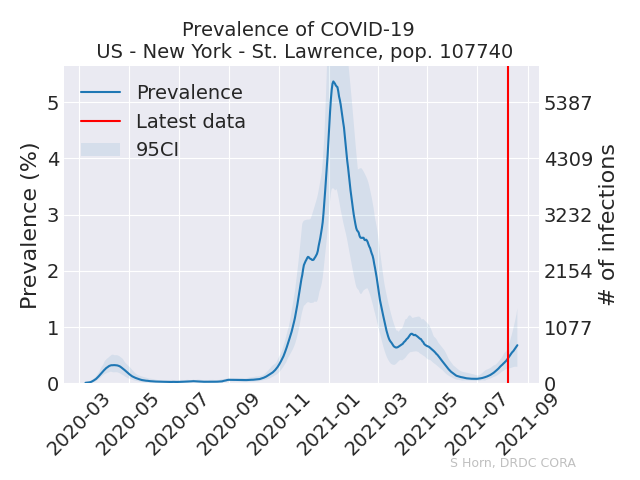 Prevalence of COVID-19
US - New York - St. Lawrence, pop. 107740
Prevalence
Latest data
95CI
Prevalence (%)
5
4
3
2
1
0
5387
4309
3232
2154
1077
0
# of infections
2020-03
2020-05
2020-07
2020-09
2020-11
2021-01
2021-03
2021-05
2021-07
2021-09
S Horn, DRDC CORA